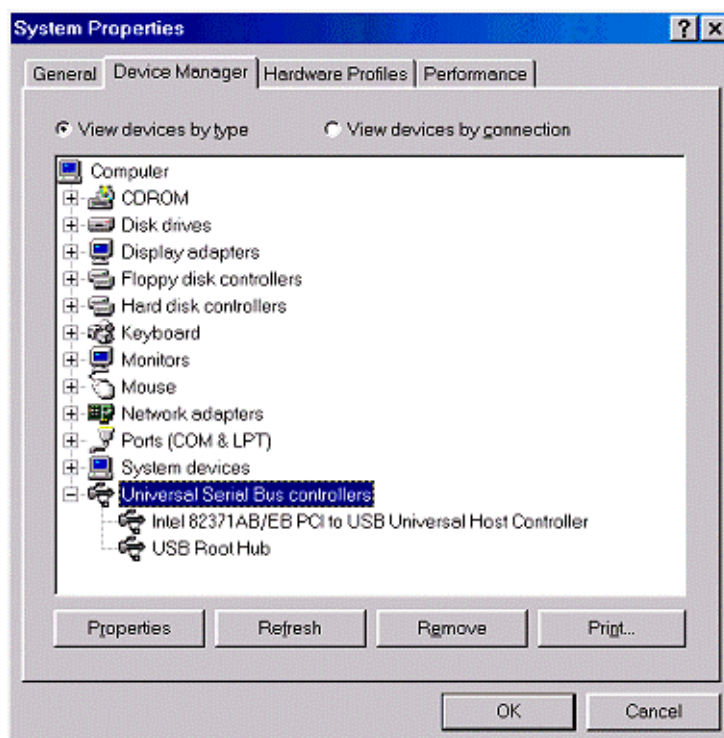 System Properties
General Device Manager Hardware Profiles Performance
View devices by type View devices by connection
Computer
CDROM
Disk drives
Display adapters
Floppy disk controllers
Hard disk controllers
Keyboard
Monitors
Mouse
Network adapters
Ports (COM & LPT)
System devices
Universal Serial Bus controllers
Intel 82371AB/EB PCI to USB Universal Host Controller
USB Root Hub
Properties Refresh Remove Print...
OK Cancel